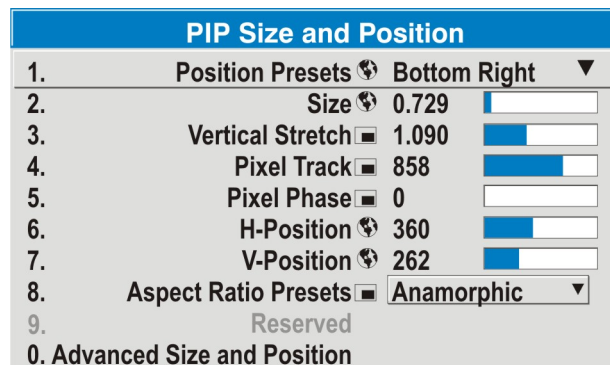 PIP Size and Position
1. Position Presets Bottom Right
2. Size 0.729
3. Vertical Stretch 1.090
4. Pixel Track 858
5. Pixel Phase 0
6. H-Position 360
7. V-Position 262
8. Aspect Ratio Presets Anamorphic
9. Reserved
0. Advanced Size and Position